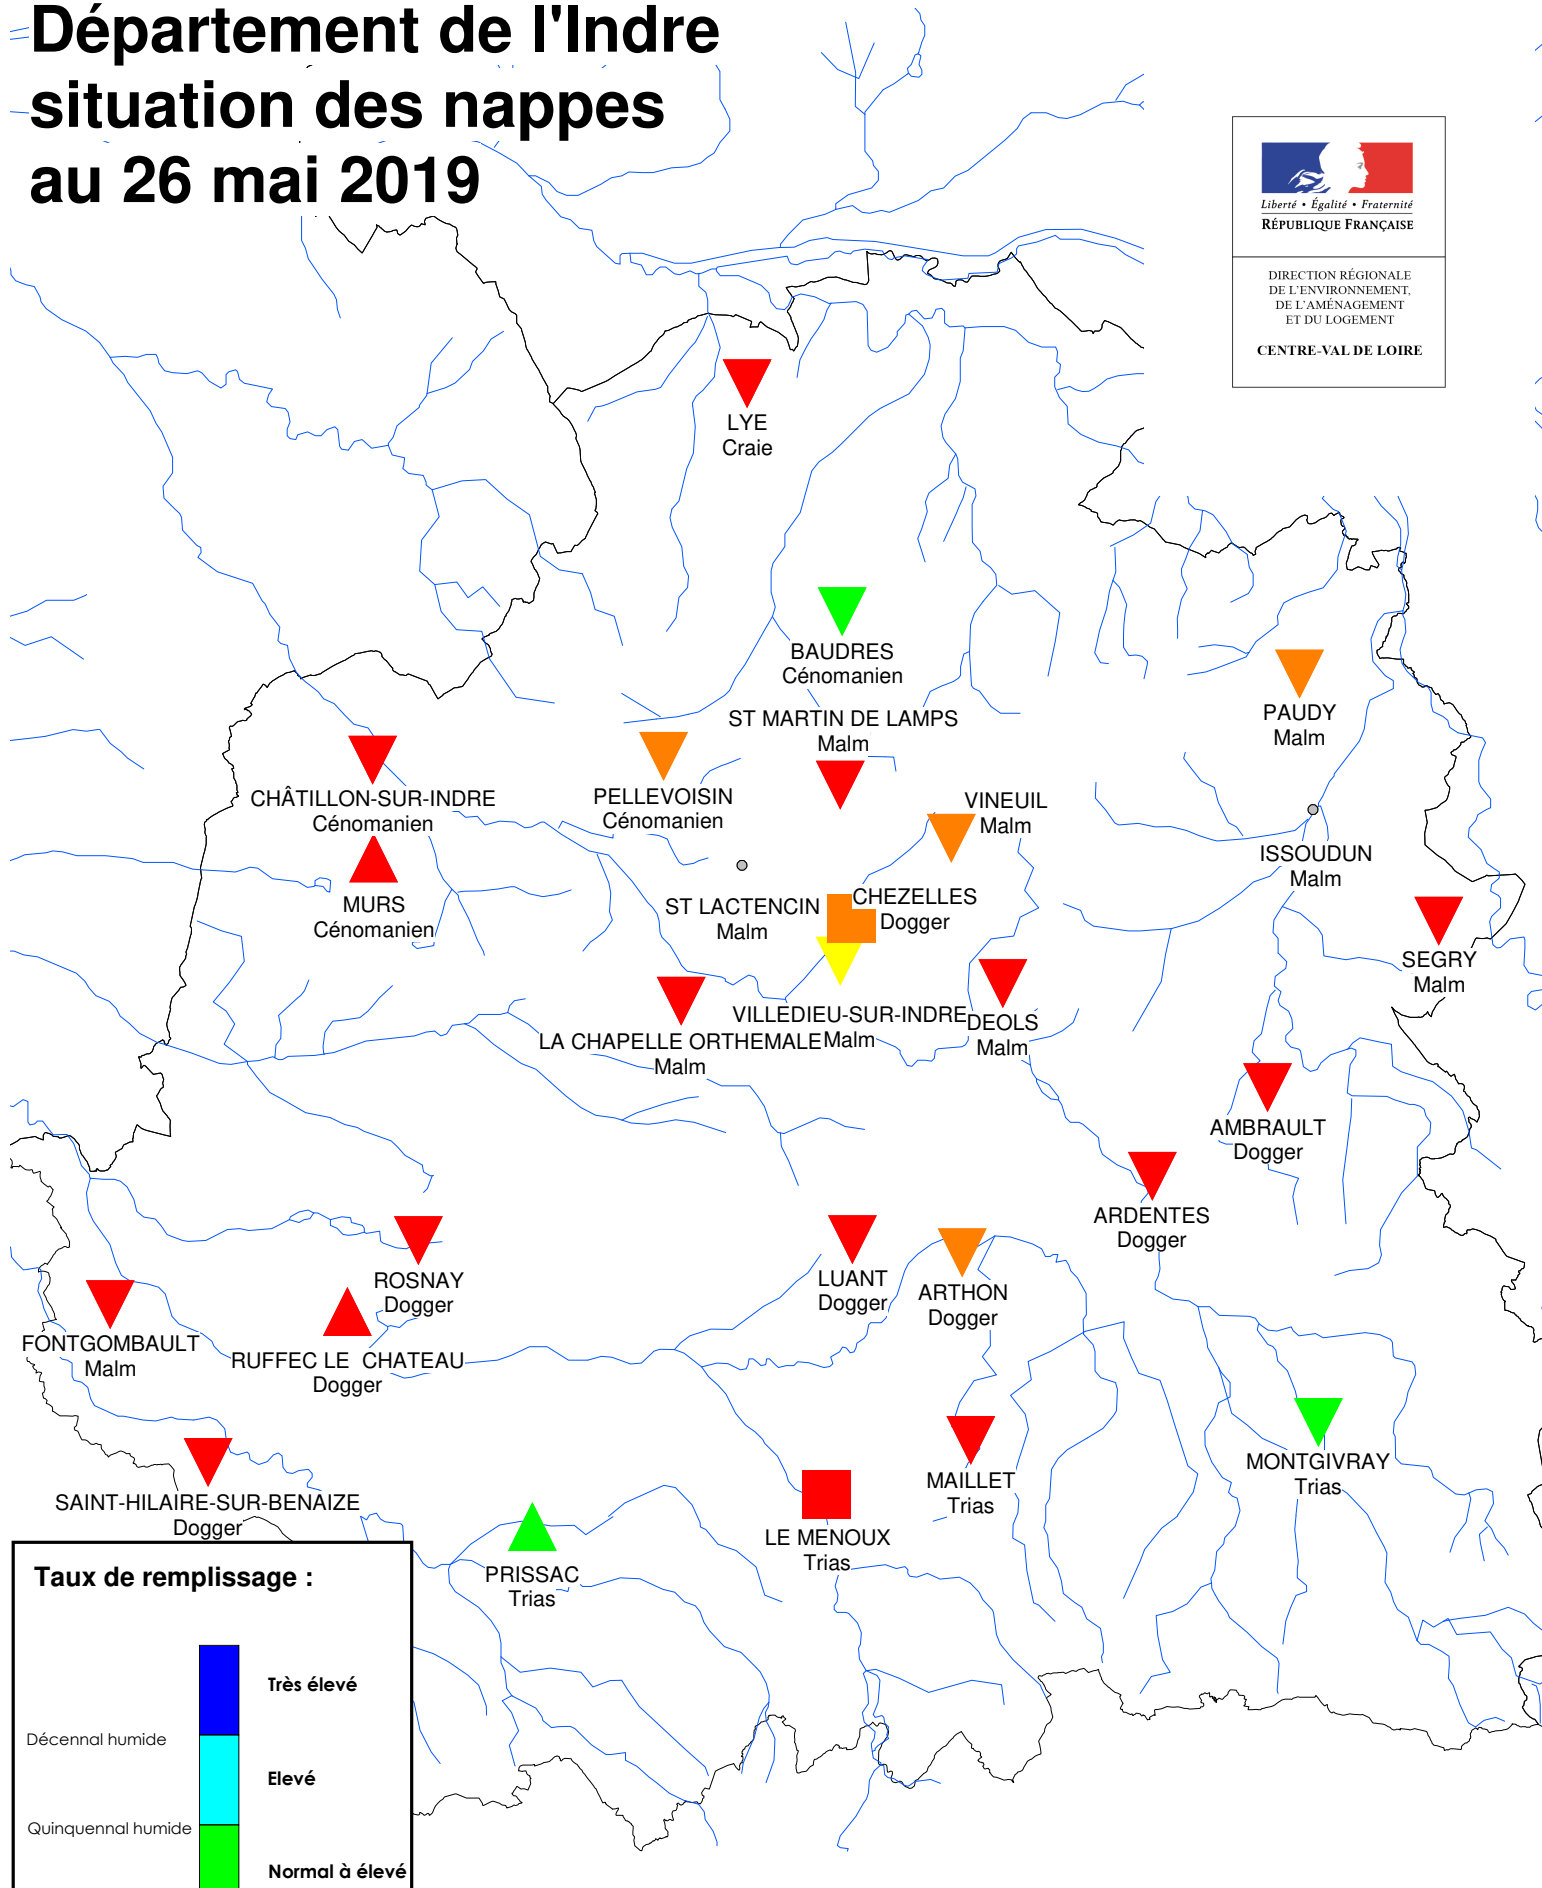 Département de l'Indre
situation des nappes
au 26 mai 2019
Liberté • Égalité • Fraternité
RÉPUBLIQUE FRANÇAISE
DIRECTION RÉGIONALE
DE L'ENVIRONNEMENT,
DE L'AMÉNAGEMENT
ET DU LOGEMENT
CENTRE-VAL DE LOIRE
LYE
Craie
BAUDRES
Cénomanien
PAUDY
Malm
ST MARTIN DE LAMPS
Malm
CHÂTILLON-SUR-INDRE
Cénomanien
PELLEVOISIN
Cénomanien
VINEUIL
Malm
ISSOUDUN
Malm
MURS
Cénomanien
ST LACTENCIN
Malm
CHEZELLES
Dogger
SEGRY
Malm
VILLEDIEU-SUR-INDRE
Malm
DEOLS
Malm
LA CHAPELLE ORTHEMALE
Malm
AMBRAULT
Dogger
ARDENTES
Dogger
ROSNAY
Dogger
LUANT
Dogger
ARTHON
Dogger
FONTGOMBAULT
Malm
RUFFEC LE  CHATEAU
Dogger
MAILLET
Trias
MONTGIVRAY
Trias
SAINT-HILAIRE-SUR-BENAIZE
Dogger
LE MENOUX
Trias
PRISSAC
Trias
Taux de remplissage :
Très élevé
Décennal humide
Elevé
Quinquennal humide
Normal à élevé